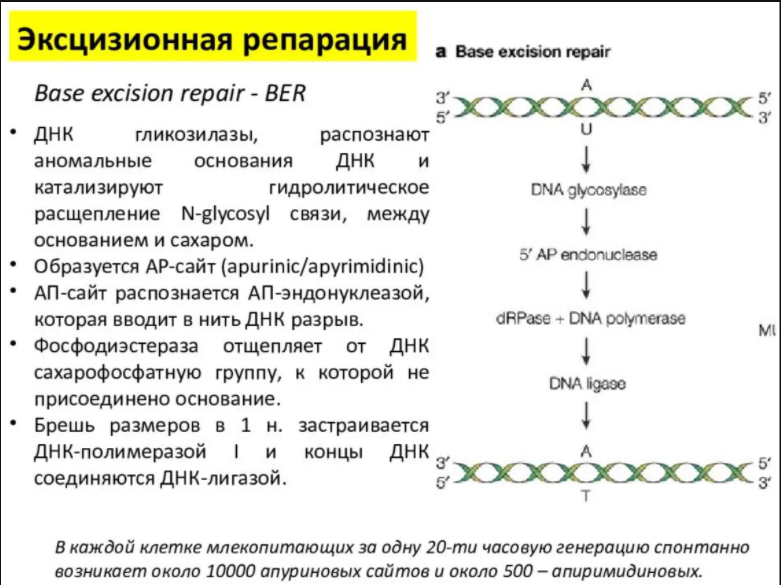 Эксцизионная репарация
Base excision repair - BER
• ДНК гликозилазы, распознают
аномальные основания ДНК и
катализируют гидролитическое
расщепление N-glycosyl связи, между
основанием и сахаром.
• Образуется АР-сайт (apurinic/apyrimidinic)
• АП-сайт распознается АП-эндонуклеазой,
которая вводит в нить ДНК разрыв.
• Фосфодиэстераза отщепляет от ДНК
сахарофосфатную группу, к которой не
присоединено основание.
• Брешь размеров в 1 н. застраивается
ДНК-полимеразой I и концы ДНК
соединяются ДНК-лигазой.
a Base excision repair
A
3′ 5′
5′ 3′
U
DNA glycosylase
5′ AP endonuclease
dRPase + DNA polymerase
DNA ligase
A
3′ 5′
5′ 3′
T
В каждой клетке млекопитающих за одну 20-ти часовую генерацию спонтанно
возникает около 10000 апуриновых сайтов и около 500 – апиримидиновых.